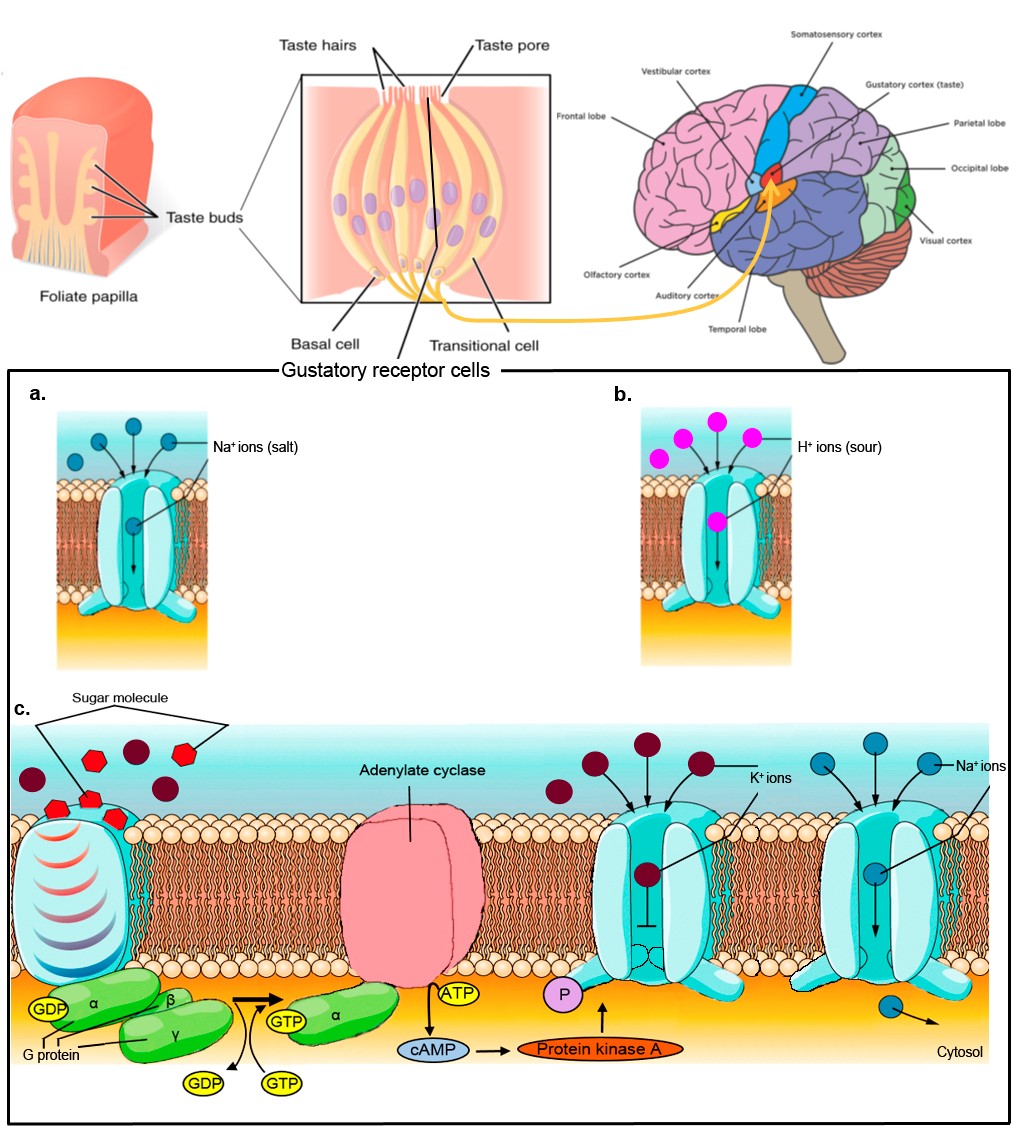 Taste hairs
Taste pore
Taste buds
Foliate papilla
Basal cell
Transitional cell
Somatosensory cortex
Vestibular cortex
Gustatory cortex (taste)
Frontal lobe
Parietal lobe
Occipital lobe
Visual cortex
Olfactory cortex
Auditory cortex
Temporal lobe
Gustatory receptor cells
a.
Na⁺ ions (salt)
b.
H⁺ ions (sour)
c.
Sugar molecule
Adenylate cyclase
K⁺ ions
Na⁺ ions
GDP
α
β
γ
G protein
GDP
GTP
GTP
α
ATP
cAMP
P
Protein kinase A
Cytosol